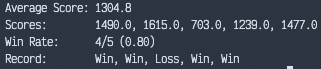 Average Score: 1304.8
Scores: 1490.0, 1615.0, 703.0, 1239.0, 1477.0
Win Rate: 4/5 (0.80)
Record: Win, Win, Loss, Win, Win